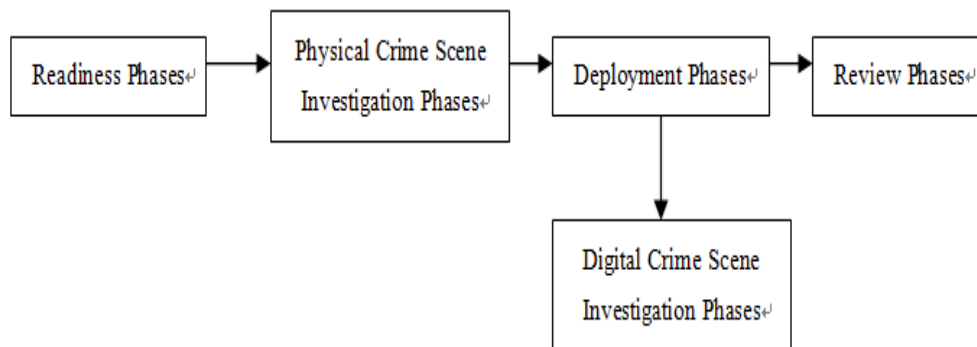 Readiness Phases↵
Physical Crime Scene
Investigation Phases↵
Deployment Phases↵
Review Phases↵
Digital Crime Scene
Investigation Phases↵